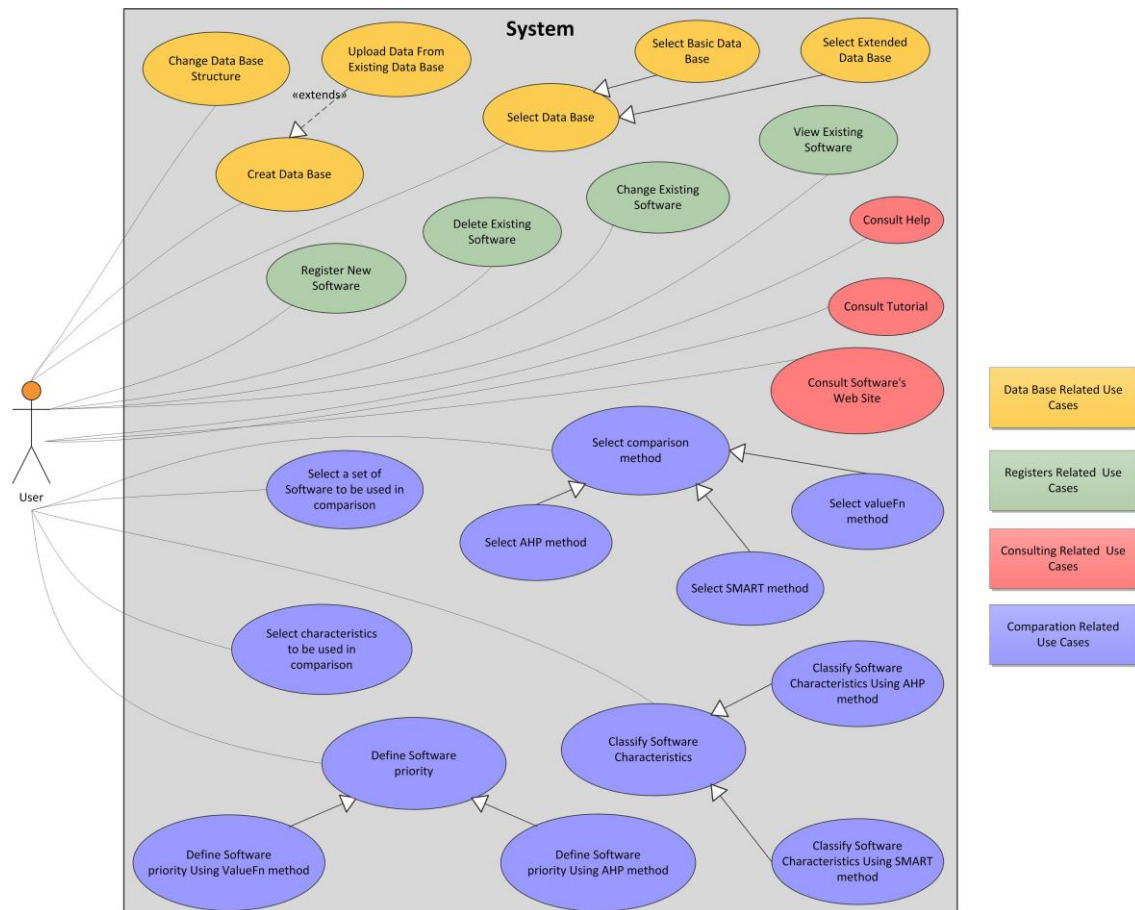 System
Change Data Base
Structure
Upload Data From
Existing Data Base
Select Basic Data
Base
Select Extended
Data Base
«extends»
Select Data Base
Creat Data Base
View Existing
Software
Change Existing
Software
Delete Existing
Software
Consult Help
Register New
Software
Consult Tutorial
Consult Software's
Web Site
User
Select comparison
method
Select a set of
Software to be used in
comparison
Select valueFn
method
Select AHP method
Select SMART method
Select characteristics
to be used in
comparison
Classify Software
Characteristics Using AHP
method
Define Software
priority
Classify Software
Characteristics
Define Software
priority Using ValueFn method
Define Software
priority Using AHP method
Classify Software
Characteristics Using SMART
method
Data Base Related Use
Cases
Registers Related  Use
Cases
Consulting Related  Use
Cases
Comparation Related
Use Cases